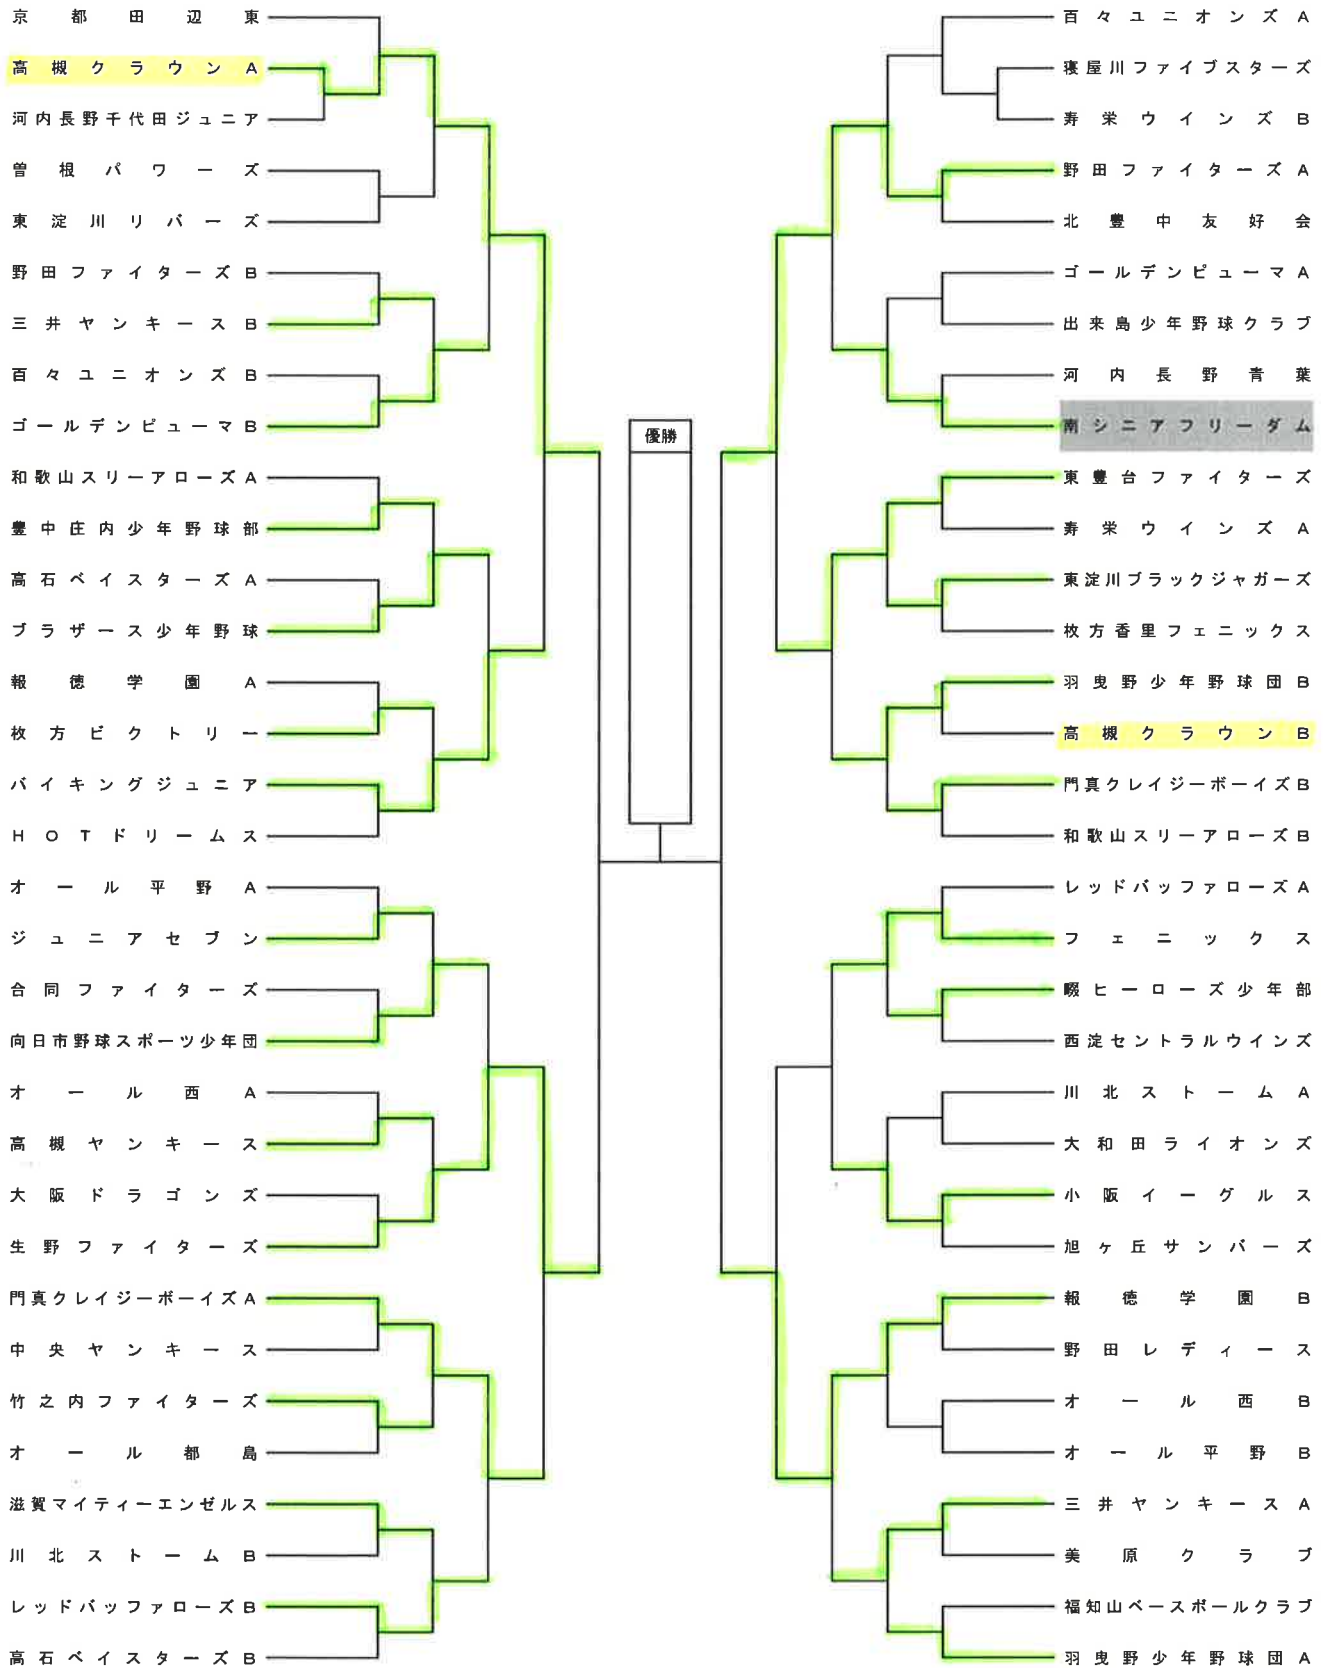 京都田辺東
高槻クラウンA
河内長野千代田ジュニア
曽根パワーズ
東淀川リバーズ
野田ファイターズB
三井ヤンキースB
百々ユニオンズB
ゴールデンピューマB
和歌山スリーアローズA
豊中庄内少年野球部
高石ベイスターズA
ブラザース少年野球
報徳学園A
枚方ビクトリー
バイキングジュニア
HOTドリームス
オール平野A
ジュニアセブン
合同ファイターズ
向日市野球スポーツ少年団
オール西A
高槻ヤンキース
大阪ドラゴンズ
生野ファイターズ
門真クレイジーボーイズA
中央ヤンキース
竹之内ファイターズ
オール都島
滋賀マイティーエンゼルス
川北ストームB
レッドバッファローズB
高石ベイスターズB
優勝
百々ユニオンズA
寝屋川ファイブスターズ
寿栄ウインズB
野田ファイターズA
北豊中友好会
ゴールデンピューマA
出来島少年野球クラブ
河内長野青葉
南シニアフリーダム
東豊台ファイターズ
寿栄ウインズA
東淀川ブラックジャガーズ
枚方香里フェニックス
羽曳野少年野球団B
高槻クラウンB
門真クレイジーボーイズB
和歌山スリーアローズB
レッドバッファローズA
フェニックス
畷ヒーローズ少年部
西淀セントラルウインズ
川北ストームA
大和田ライオンズ
小阪イーグルス
旭ヶ丘サンバーズ
報徳学園B
野田レディース
オール西B
オール平野B
三井ヤンキースA
美原クラブ
福知山ベースボールクラブ
羽曳野少年野球団A